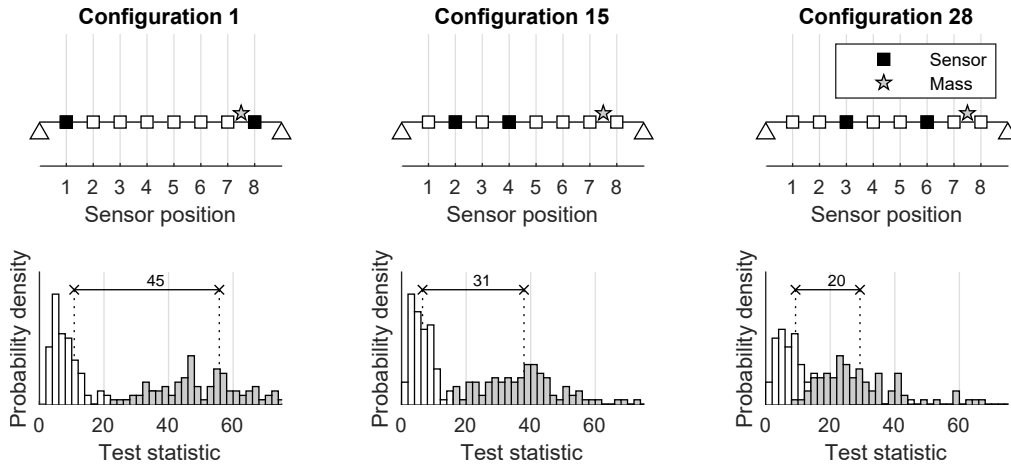 Configuration 1
Configuration 15
Configuration 28
Sensor
Mass
1 2 3 4 5 6 7 8
Sensor position
1 2 3 4 5 6 7 8
Sensor position
1 2 3 4 5 6 7 8
Sensor position
Probability density
45
0 20 40 60
Test statistic
Probability density
31
0 20 40 60
Test statistic
Probability density
20
0 20 40 60
Test statistic